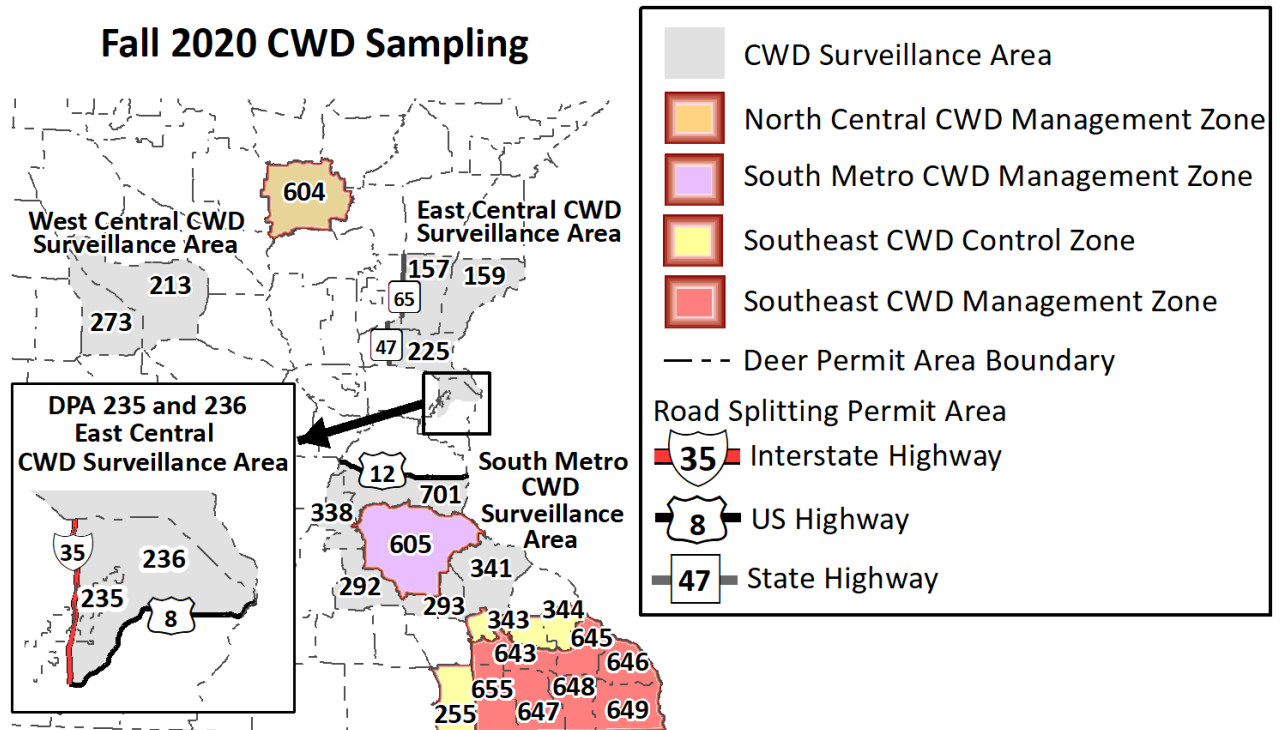 Fall 2020 CWD Sampling
CWD Surveillance Area
North Central CWD Management Zone
South Metro CWD Management Zone
Southeast CWD Control Zone
Southeast CWD Management Zone
Deer Permit Area Boundary
Road Splitting Permit Area
35 Interstate Highway
8 US Highway
47 State Highway
604
West Central CWD
Surveillance Area
213
273
East Central CWD
Surveillance Area
157
159
65
47
225
DPA 235 and 236
East Central
CWD Surveillance Area
35
236
235
8
12
701
South Metro
CWD
Surveillance
Area
338
605
341
292
293
343
344
645
643
646
655
648
647
649
255